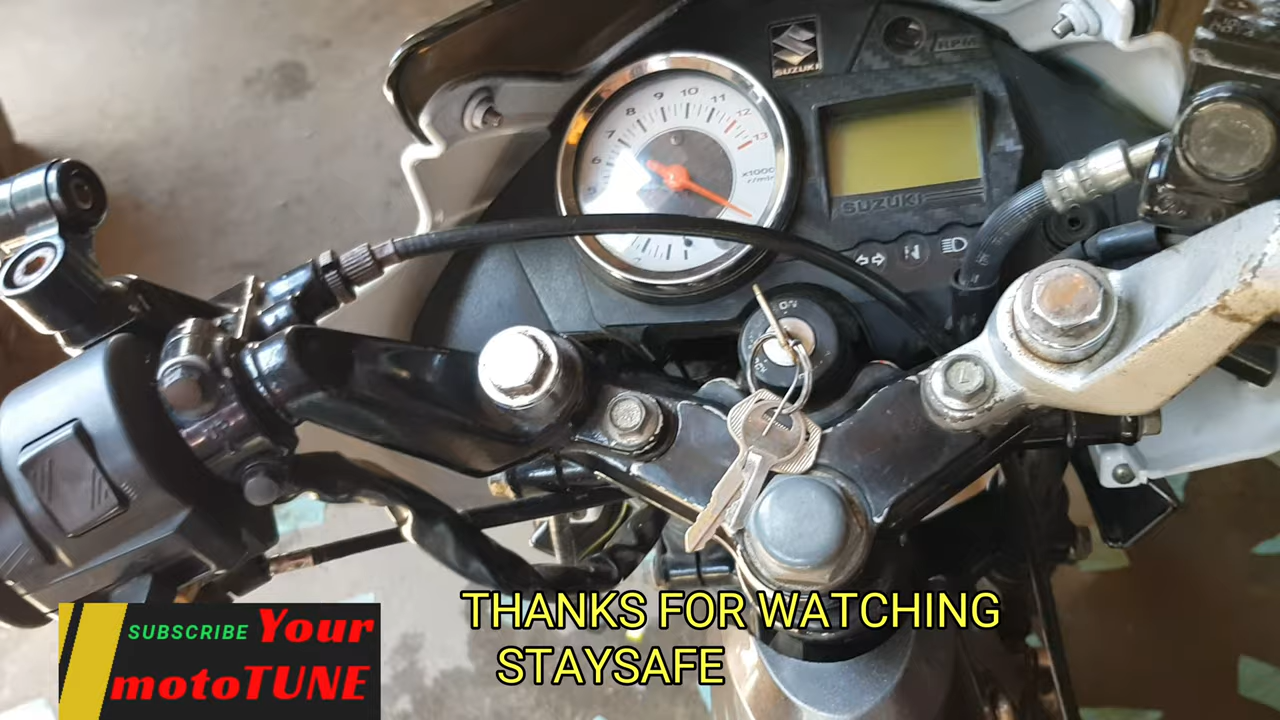 SUZUKI
RPM
7
8
9
10
11
12
13
6
5
x1000
r/min
SUZUKI
ON
THANKS FOR WATCHING
STAYSAFE
SUBSCRIBE Your
motoTUNE